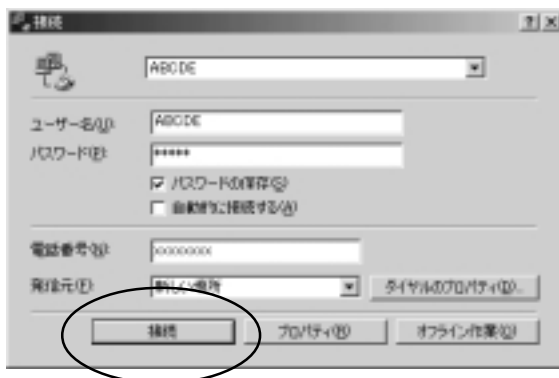 接続
ABCDE
ユーザー名(U): ABCDE
パスワード(P): *****
パスワードの保存(S)
自動的に接続する(A)
電話番号(N): xxxxxxxx
発信元(F): 新しい場所 ダイヤルのプロパティ(D)...
接続 プロパティ(R) オフライン作業(O)